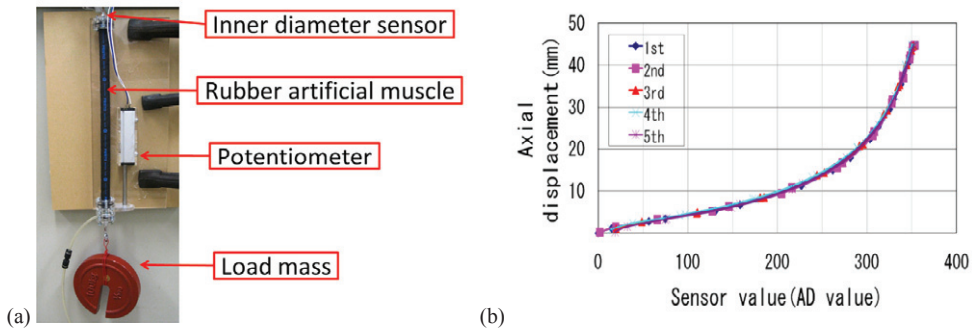 Inner diameter sensor
Rubber artificial muscle
Potentiometer
Load mass
(a)
Axial
displacement(mm)
50
40
30
20
10
0
100
200
300
400
1st
2nd
3rd
4th
5th
Sensor value(AD value)
(b)